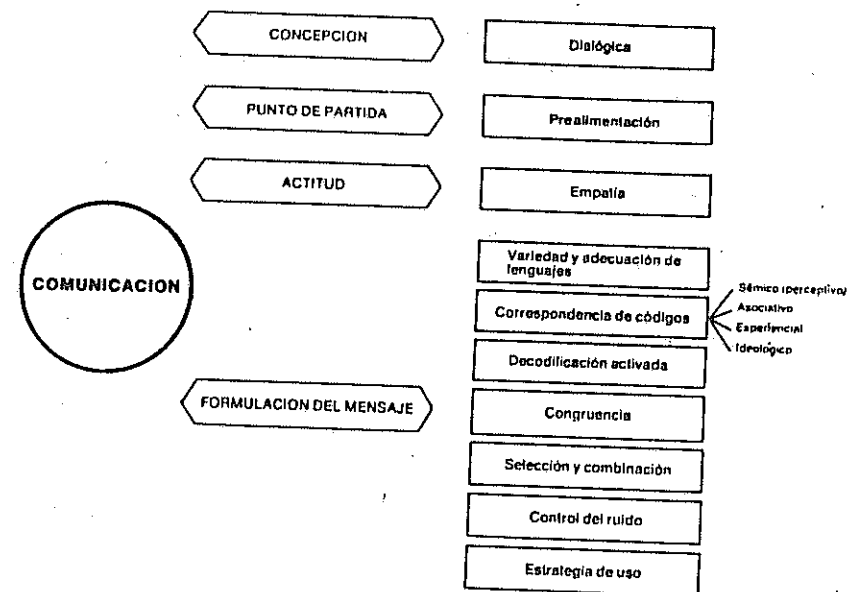 CONCEPCION
Dialógica
PUNTO DE PARTIDA
Prealimentación
ACTITUD
Empatía
COMUNICACION
FORMULACION DEL MENSAJE
Variedad y adecuación de
lenguajes
Correspondencia de códigos
Sémico (perceptivo)
Asociativo
Experiencial
Ideológico
Decodificación activada
Congruencia
Selección y combinación
Control del ruido
Estrategia de uso